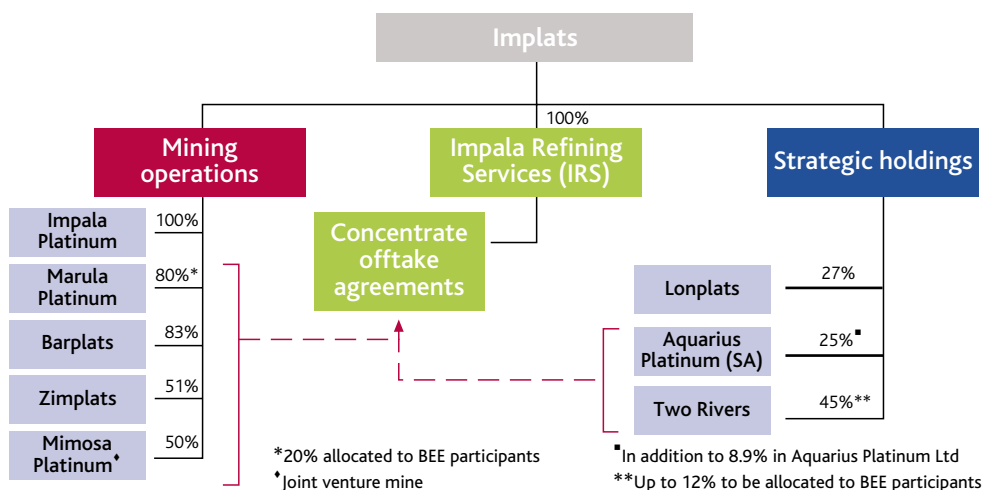 Implats
100%
Mining
operations
Impala Refining
Services (IRS)
Strategic holdings
Impala
Platinum
100%
Marula
Platinum
80%*
Barplats
83%
Zimplats
51%
Mimosa
Platinum♦
50%
Concentrate
offtake
agreements
Lonplats
27%
Aquarius
Platinum (SA)
25%■
Two Rivers
45%**
*20% allocated to BEE participants
♦Joint venture mine
■In addition to 8.9% in Aquarius Platinum Ltd
**Up to 12% to be allocated to BEE participants